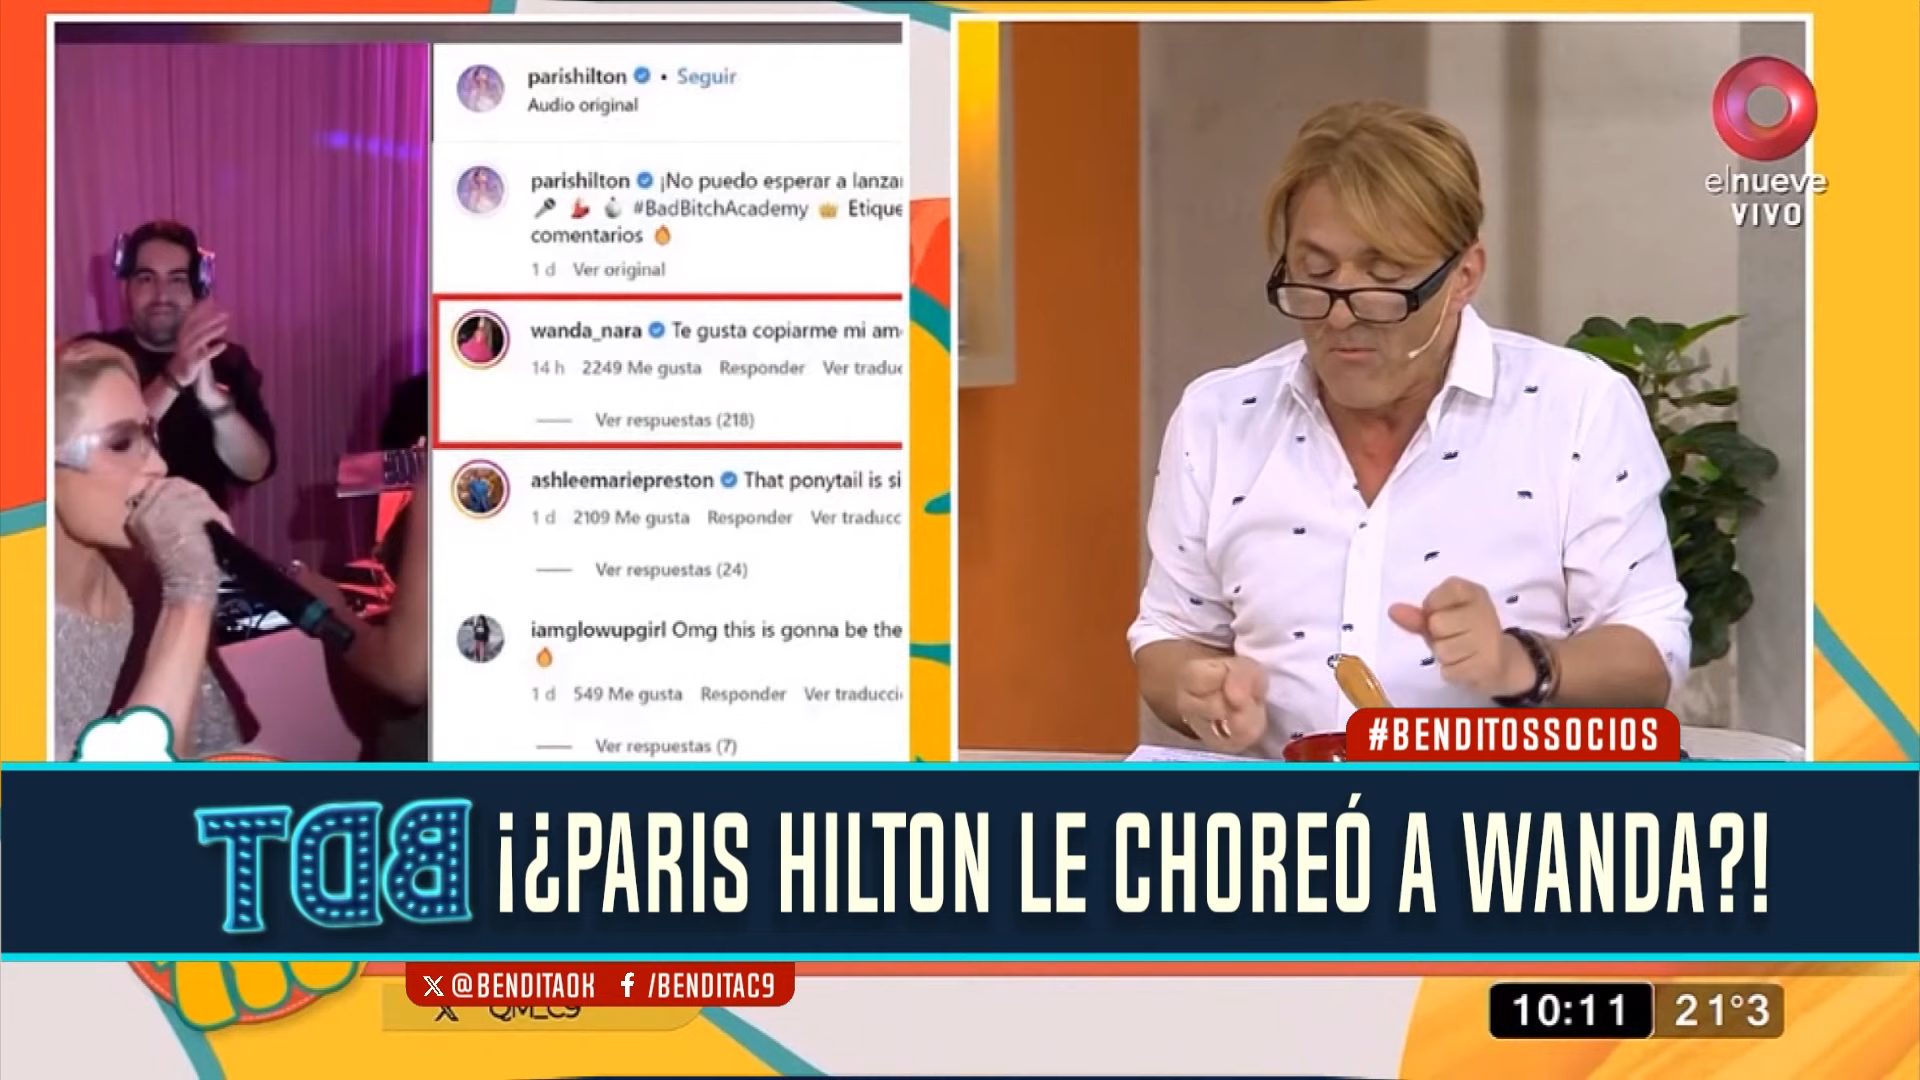 parishilton • Seguir
Audio original
parishilton ¡No puedo esperar a lanza
#BadBitchAcademy Etique
comentarios
1 d Ver original
wanda_nara Te gusta copiarme mi am
14 h 2249 Me gusta Responder Ver traduc
Ver respuestas (218)
ashleemariepreston That ponytail is si
1 d 2109 Me gusta Responder Ver traducc
Ver respuestas (24)
iamglowupgirl Omg this is gonna be the
1 d 549 Me gusta Responder Ver traducci
Ver respuestas (7)
elnueve
VIVO
#BENDITOSSOCIOS
TDB ¡¿PARIS HILTON LE CHOREÓ A WANDA?!
X @BENDITAOK f /BENDITAC9
X QM_C9
10:11 21°3